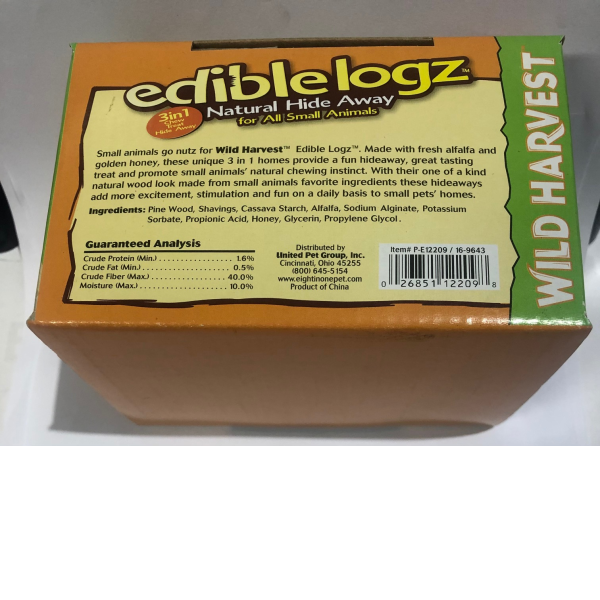 ediblelogz™
3in1
Chew
Treat
Hide Away
Natural Hide Away
for All Small Animals
WILD HARVEST™
Small animals go nutz for Wild Harvest™ Edible Logz™. Made with fresh alfalfa and
golden honey, these unique 3 in 1 homes provide a fun hideaway, great tasting
treat and promote small animals' natural chewing instinct. With their one of a kind
natural wood look made from small animals favorite ingredients these hideaways
add more excitement, stimulation and fun on a daily basis to small pets' homes.
Ingredients: Pine Wood, Shavings, Cassava Starch, Alfalfa, Sodium Alginate, Potassium
Sorbate, Propionic Acid, Honey, Glycerin, Propylene Glycol.
Guaranteed Analysis
Crude Protein (Min.) . . . . . . . . . . . . . . . . . 1.6%
Crude Fat (Min.) . . . . . . . . . . . . . . . . . . . . . 0.5%
Crude Fiber (Max.) . . . . . . . . . . . . . . . . . . 40.0%
Moisture (Max.) . . . . . . . . . . . . . . . . . . . . . 10.0%
Distributed by
United Pet Group, Inc.
Cincinnati, Ohio 45255
(800) 645-5154
www.eightinonepet.com
Product of China
Item# P-E12209 / 16-9643
0 26851 12209 8